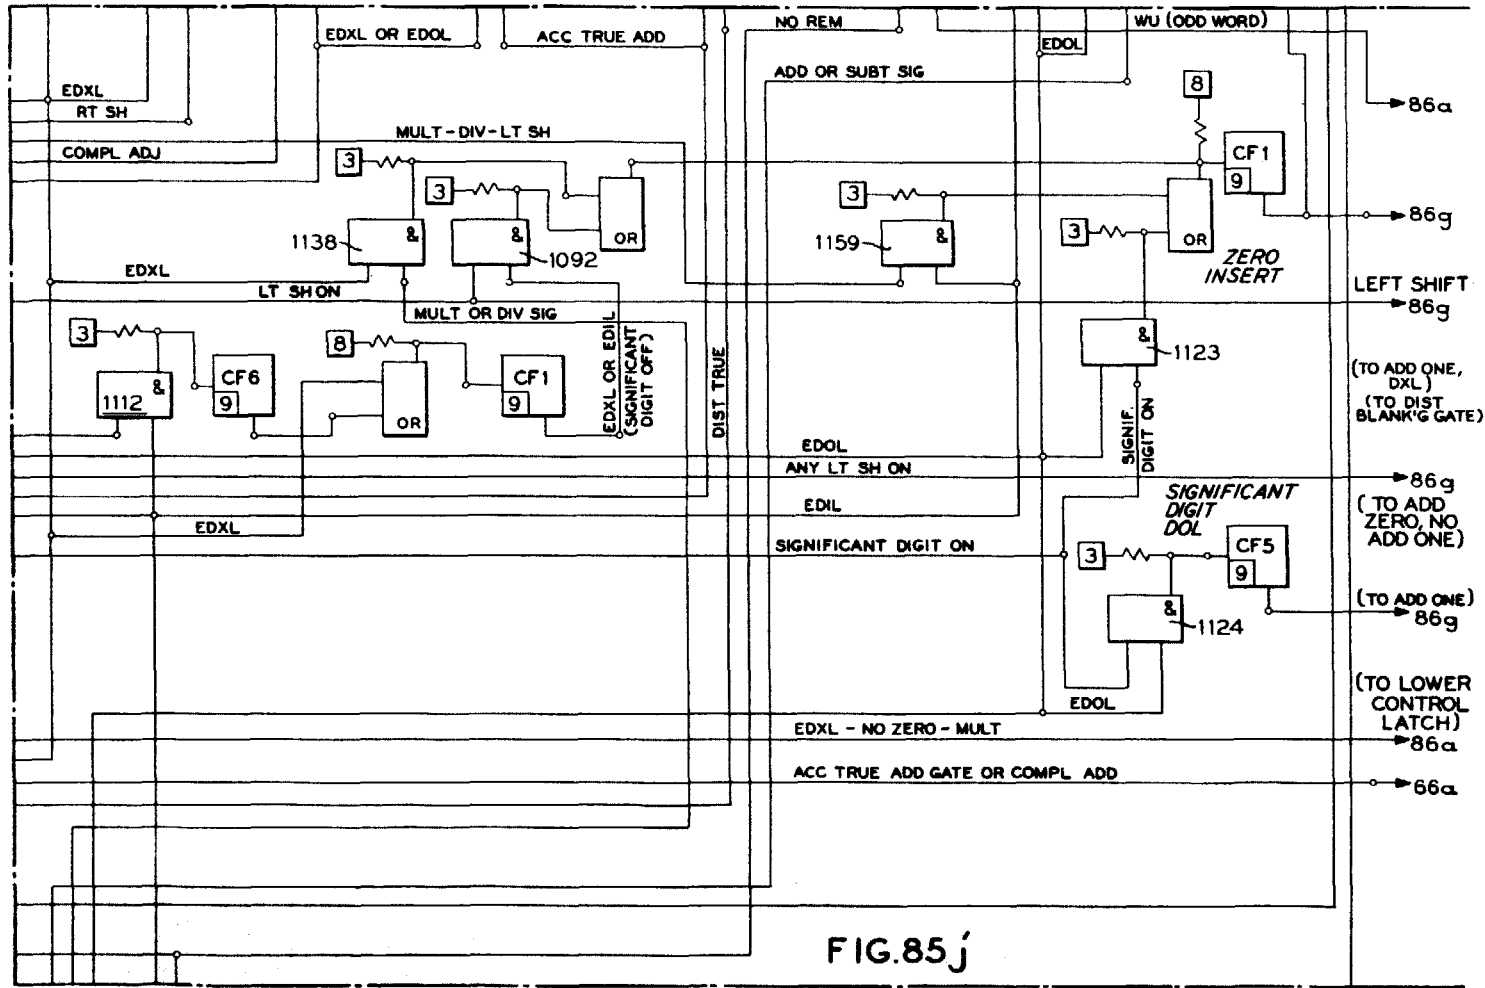 NO REM
WU (ODD WORD)
EDXL OR EDOL
ACC TRUE ADD
EDOL
ADD OR SUBT SIG
8
EDXL
86a
RT SH
MULT-DIV-LT SH
COMPL ADJ
3
CF1
9
3
3
86g
OR
3
OR
1138
&
1092
&
1159
&
ZERO
INSERT
EDXL
LT SH ON
LEFT SHIFT
86g
MULT OR DIV SIG
3
8
EDXL OR EDIL
(SIGNIFICANT
DIGIT OFF)
DIST TRUE
&
1123
CF6
9
CF1
9
(TO ADD ONE,
DXL)
(TO DIST
BLANK'G GATE)
&
1112
OR
SIGNIF.
DIGIT ON
EDOL
ANY LT SH ON
86g
SIGNIFICANT
DIGIT
DOL
(TO ADD
ZERO, NO
ADD ONE)
EDIL
EDXL
SIGNIFICANT DIGIT ON
3
CF5
9
(TO ADD ONE)
86g
&
1124
(TO LOWER
CONTROL
LATCH)
EDOL
EDXL - NO ZERO - MULT
86a
ACC TRUE ADD GATE OR COMPL ADD
66a
FIG.85j